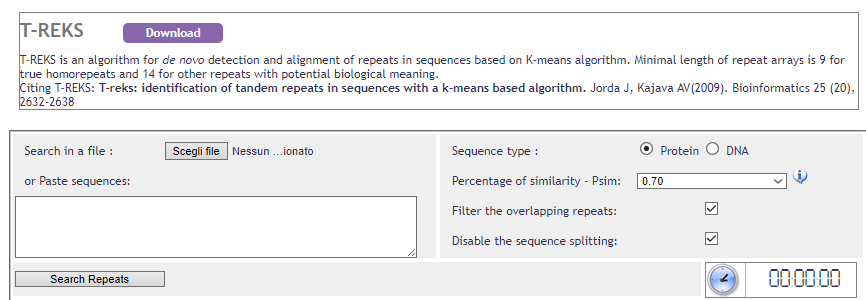 T-REKS
Download
T-REKS is an algorithm for de novo detection and alignment of repeats in sequences based on K-means algorithm. Minimal length of repeat arrays is 9 for
true homorepeats and 14 for other repeats with potential biological meaning.
Citing T-REKS: T-reks: identification of tandem repeats in sequences with a k-means based algorithm. Jorda J, Kajava AV(2009). Bioinformatics 25 (20),
2632-2638
Search in a file :
Scegli file
Nessun ...ionato
or Paste sequences:
Search Repeats
Sequence type :
Protein
DNA
Percentage of similarity - Psim:
0.70
Filter the overlapping repeats:
Disable the sequence splitting:
00:00:00